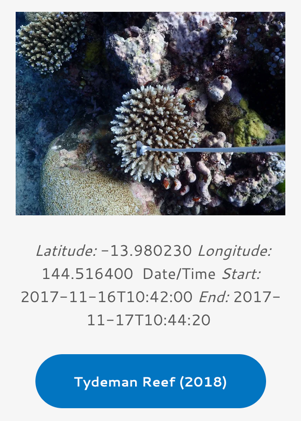 Latitude: -13.980230 Longitude:
144.516400 Date/Time Start:
2017-11-16T10:42:00 End: 2017-
11-17T10:44:20
Tydeman Reef (2018)